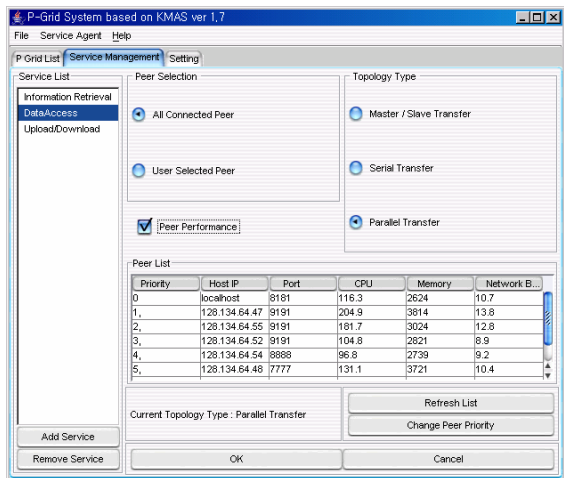 P-Grid System based on KMAS ver 1,7
File Service Agent Help
P Grid List Service Management Setting
Service List
Information Retrieval
DataAccess
Upload/Download
Add Service
Remove Service
Peer Selection
All Connected Peer
User Selected Peer
Peer Performance
Topology Type
Master / Slave Transfer
Serial Transfer
Parallel Transfer
Peer List
Priority Host IP Port CPU Memory Network B...
0 localhost 8181 116.3 2624 10.7
1, 128.134.64.47 9191 204.9 3814 13.8
2, 128.134.64.55 9191 181.7 3024 12.8
3, 128.134.64.52 9191 104.8 2821 8.9
4, 128.134.64.54 8888 96.8 2739 9.2
5, 128.134.64.48 7777 131.1 3721 10.4
Current Topology Type : Parallel Transfer
Refresh List
Change Peer Priority
OK Cancel